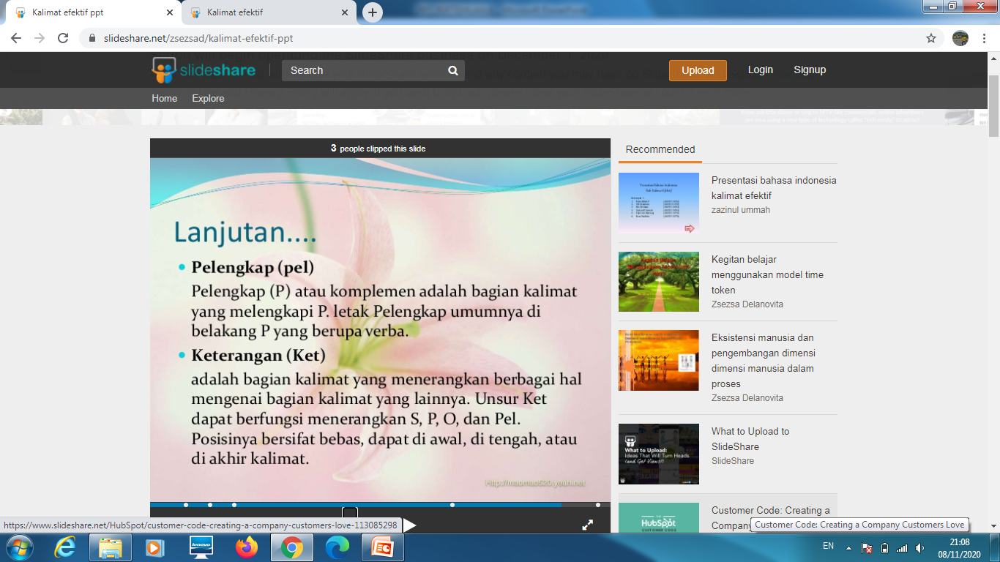 Kalimat efektif ppt
Kalimat efektif
slideshare.net/zsezsad/kalimat-efektif-ppt
slideshare
Search
Upload
Login
Signup
Home
Explore
3 people clipped this slide
Lanjutan....
Pelengkap (pel)
Pelengkap (P) atau komplemen adalah bagian kalimat
yang melengkapi P. letak Pelengkap umumnya di
belakang P yang berupa verba.
Keterangan (Ket)
adalah bagian kalimat yang menerangkan berbagai hal
mengenai bagian kalimat yang lainnya. Unsur Ket
dapat berfungsi menerangkan S, P, O, dan Pel.
Posisinya bersifat bebas, dapat di awal, di tengah, atau
di akhir kalimat.
Http://maomao520.yeah.net
Recommended
Presentasi bahasa indonesia
kalimat efektif
zazinul ummah
Kegitan belajar
menggunakan model time
token
Zsezsa Delanovita
Eksistensi manusia dan
pengembangan dimensi
dimensi manusia dalam
proses
Zsezsa Delanovita
What to Upload:
Ideas That Will Turn Heads
(and Get Views!)
What to Upload to
SlideShare
SlideShare
HubSpot
CUSTOMER CODE
Customer Code: Creating a
Company
Customer Code: Creating a Company Customers Love
https://www.slideshare.net/HubSpot/customer-code-creating-a-company-customers-love-113085298
lenovo
EN
21:08
08/11/2020